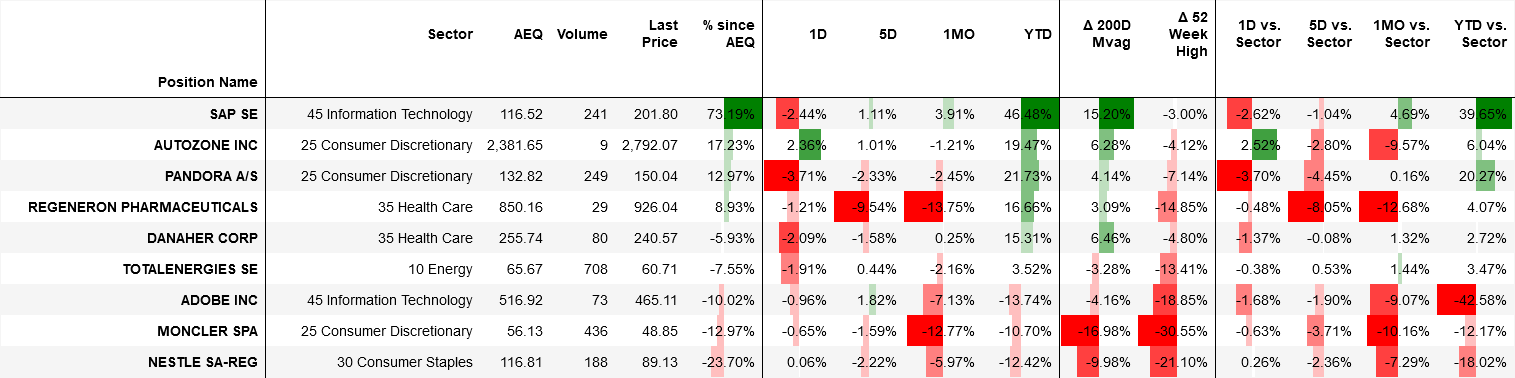 Position Name Sector AEQ Volume Last Price % since AEQ 1D 5D 1MO YTD Δ 200D Mvag Δ 52 Week High 1D vs. Sector 5D vs. Sector 1MO vs. Sector YTD vs. Sector
SAP SE 45 Information Technology 116.52 241 201.80 73.19% -2.44% 1.11% 3.91% 46.48% 15.20% -3.00% -2.62% -1.04% 4.69% 39.65%
AUTOZONE INC 25 Consumer Discretionary 2,381.65 9 2,792.07 17.23% 2.36% 1.01% -1.21% 19.47% 6.28% -4.12% 2.52% -2.80% -9.57% 6.04%
PANDORA A/S 25 Consumer Discretionary 132.82 249 150.04 12.97% -3.71% -2.33% -2.45% 21.73% 4.14% -7.14% -3.70% -4.45% 0.16% 20.27%
REGENERON PHARMACEUTICALS 35 Health Care 850.16 29 926.04 8.93% -1.21% -9.54% -13.75% 16.66% 3.09% -14.85% -0.48% -8.05% -12.68% 4.07%
DANAHER CORP 35 Health Care 255.74 80 240.57 -5.93% -2.09% -1.58% 0.25% 15.31% 6.46% -4.80% -1.37% -0.08% 1.32% 2.72%
TOTALENERGIES SE 10 Energy 65.67 708 60.71 -7.55% -1.91% 0.44% -2.16% 3.52% -3.28% -13.41% -0.38% 0.53% 1.44% 3.47%
ADOBE INC 45 Information Technology 516.92 73 465.11 -10.02% -0.96% 1.82% -7.13% -13.74% -4.16% -18.85% -1.68% -1.90% -9.07% -42.58%
MONCLER SPA 25 Consumer Discretionary 56.13 436 48.85 -12.97% -0.65% -1.59% -12.77% -10.70% -16.98% -30.55% -0.63% -3.71% -10.16% -12.17%
NESTLE SA-REG 30 Consumer Staples 116.81 188 89.13 -23.70% 0.06% -2.22% -5.97% -12.42% -9.98% -21.10% 0.26% -2.36% -7.29% -18.02%